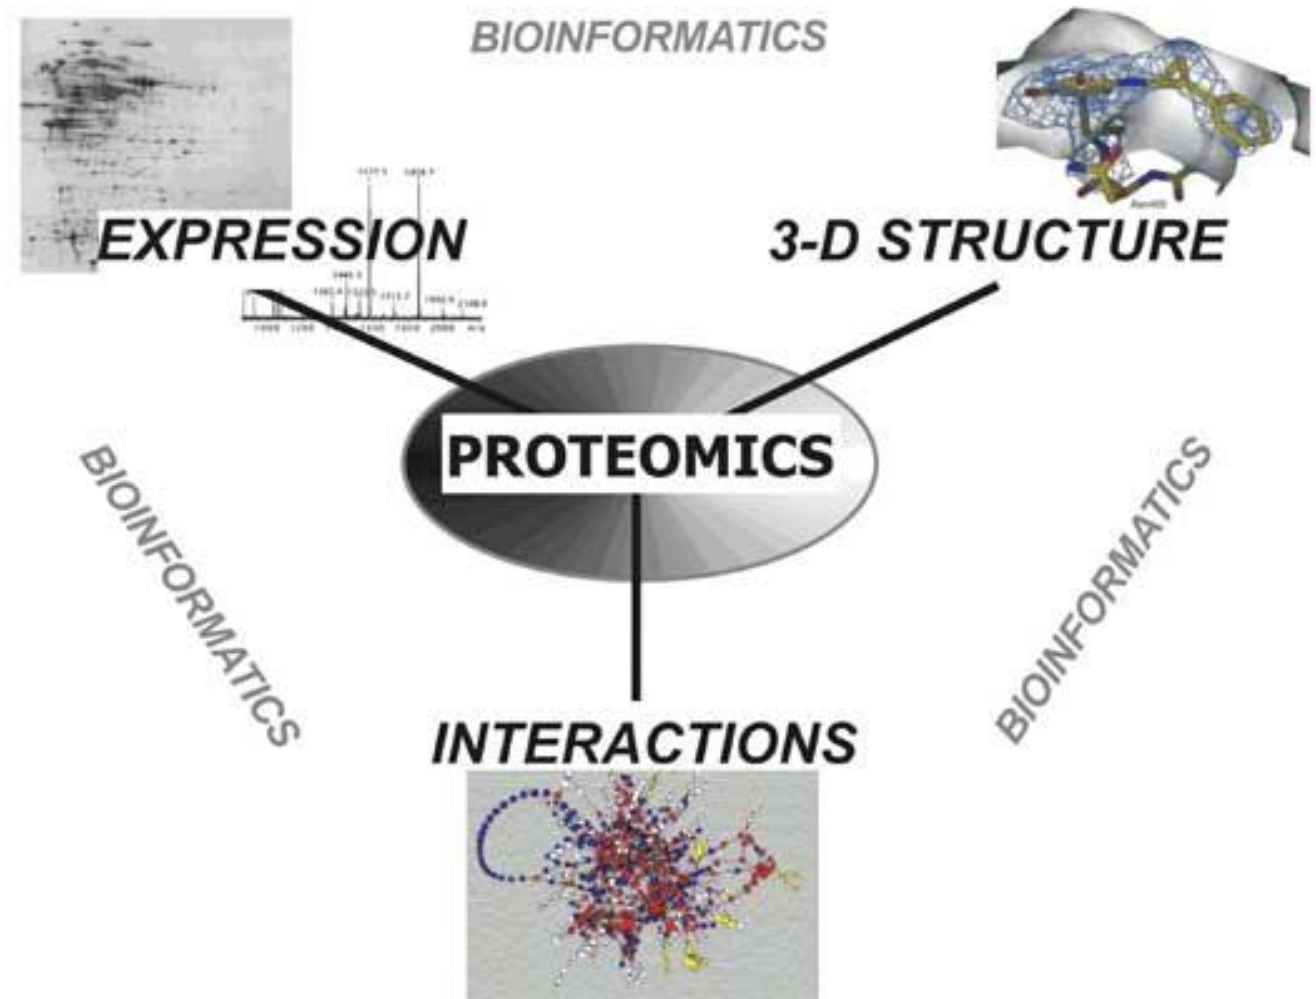 BIOINFORMATICS
EXPRESSION
3-D STRUCTURE
PROTEOMICS
BIOINFORMATICS
BIOINFORMATICS
INTERACTIONS